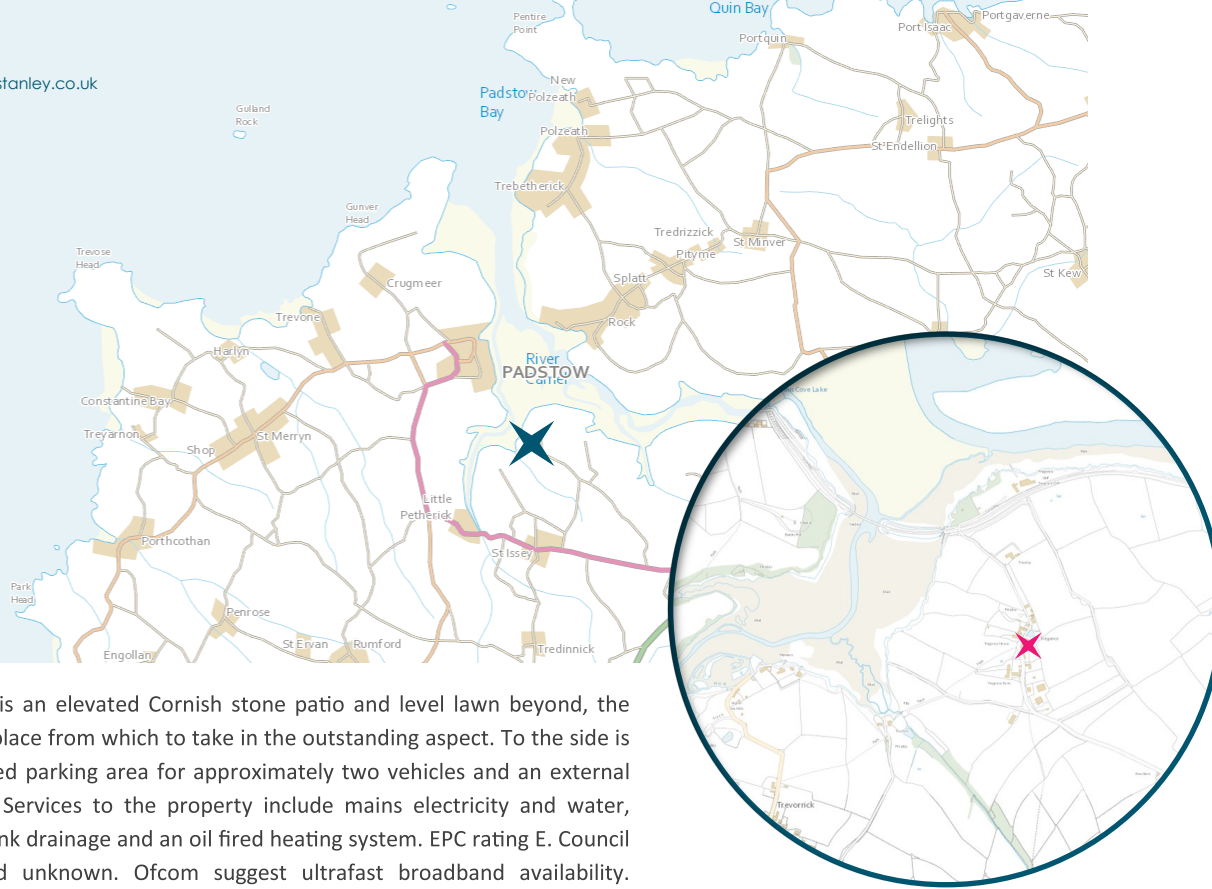 Quin Bay
Pentire
Point
Portgaverne
Port Isaac
Portquin
stanley.co.uk
New
Polzeath
Padstow
Bay
Gulland
Rock
Trelights
Polzeath
St Endellion
Trebetherick
Gunver
Head
Tredrizzick
St Minver
Trevose
Head
Pityme
St Kew
Crugmeer
Splatt
Trevone
Rock
Harlyn
River
Camel
PADSTOW
Constantine Bay
Treyarnon
St Merryn
Shop
Little
Petherick
Porthcothan
St Issey
Park
Head
Penrose
St Ervan
Rumford
Tredinnick
Engollan
Trevorrick
is an elevated Cornish stone patio and level lawn beyond, the
place from which to take in the outstanding aspect. To the side is
ed parking area for approximately two vehicles and an external
Services to the property include mains electricity and water,
nk drainage and an oil fired heating system. EPC rating E. Council
d unknown. Ofcom suggest ultrafast broadband availability.